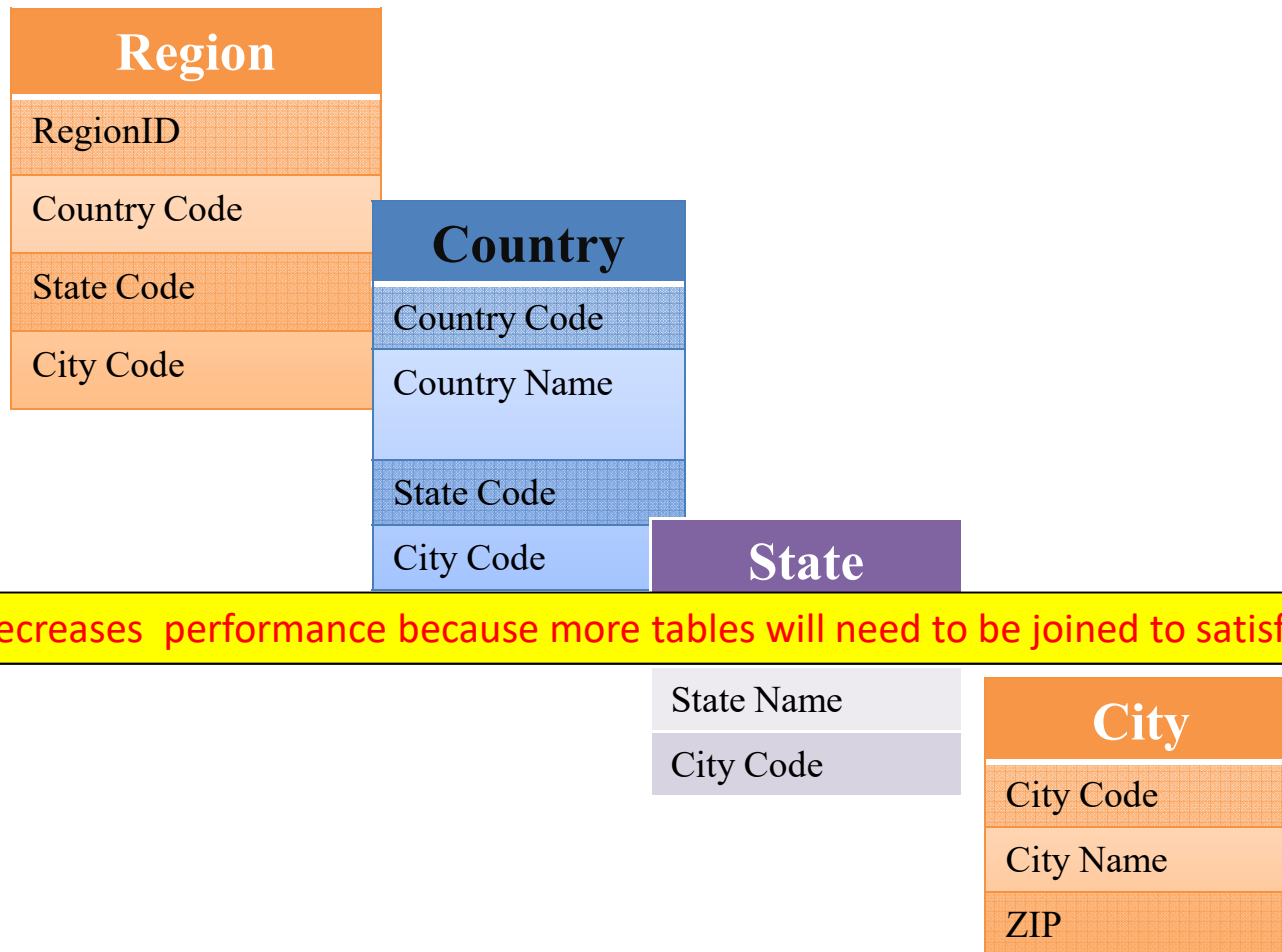 Region
RegionID
Country Code
State Code
City Code
Country
Country Code
Country Name
State Code
City Code
State
performance because more tables will need to be joined to
State Name
City Code
City
City Code
City Name
ZIP